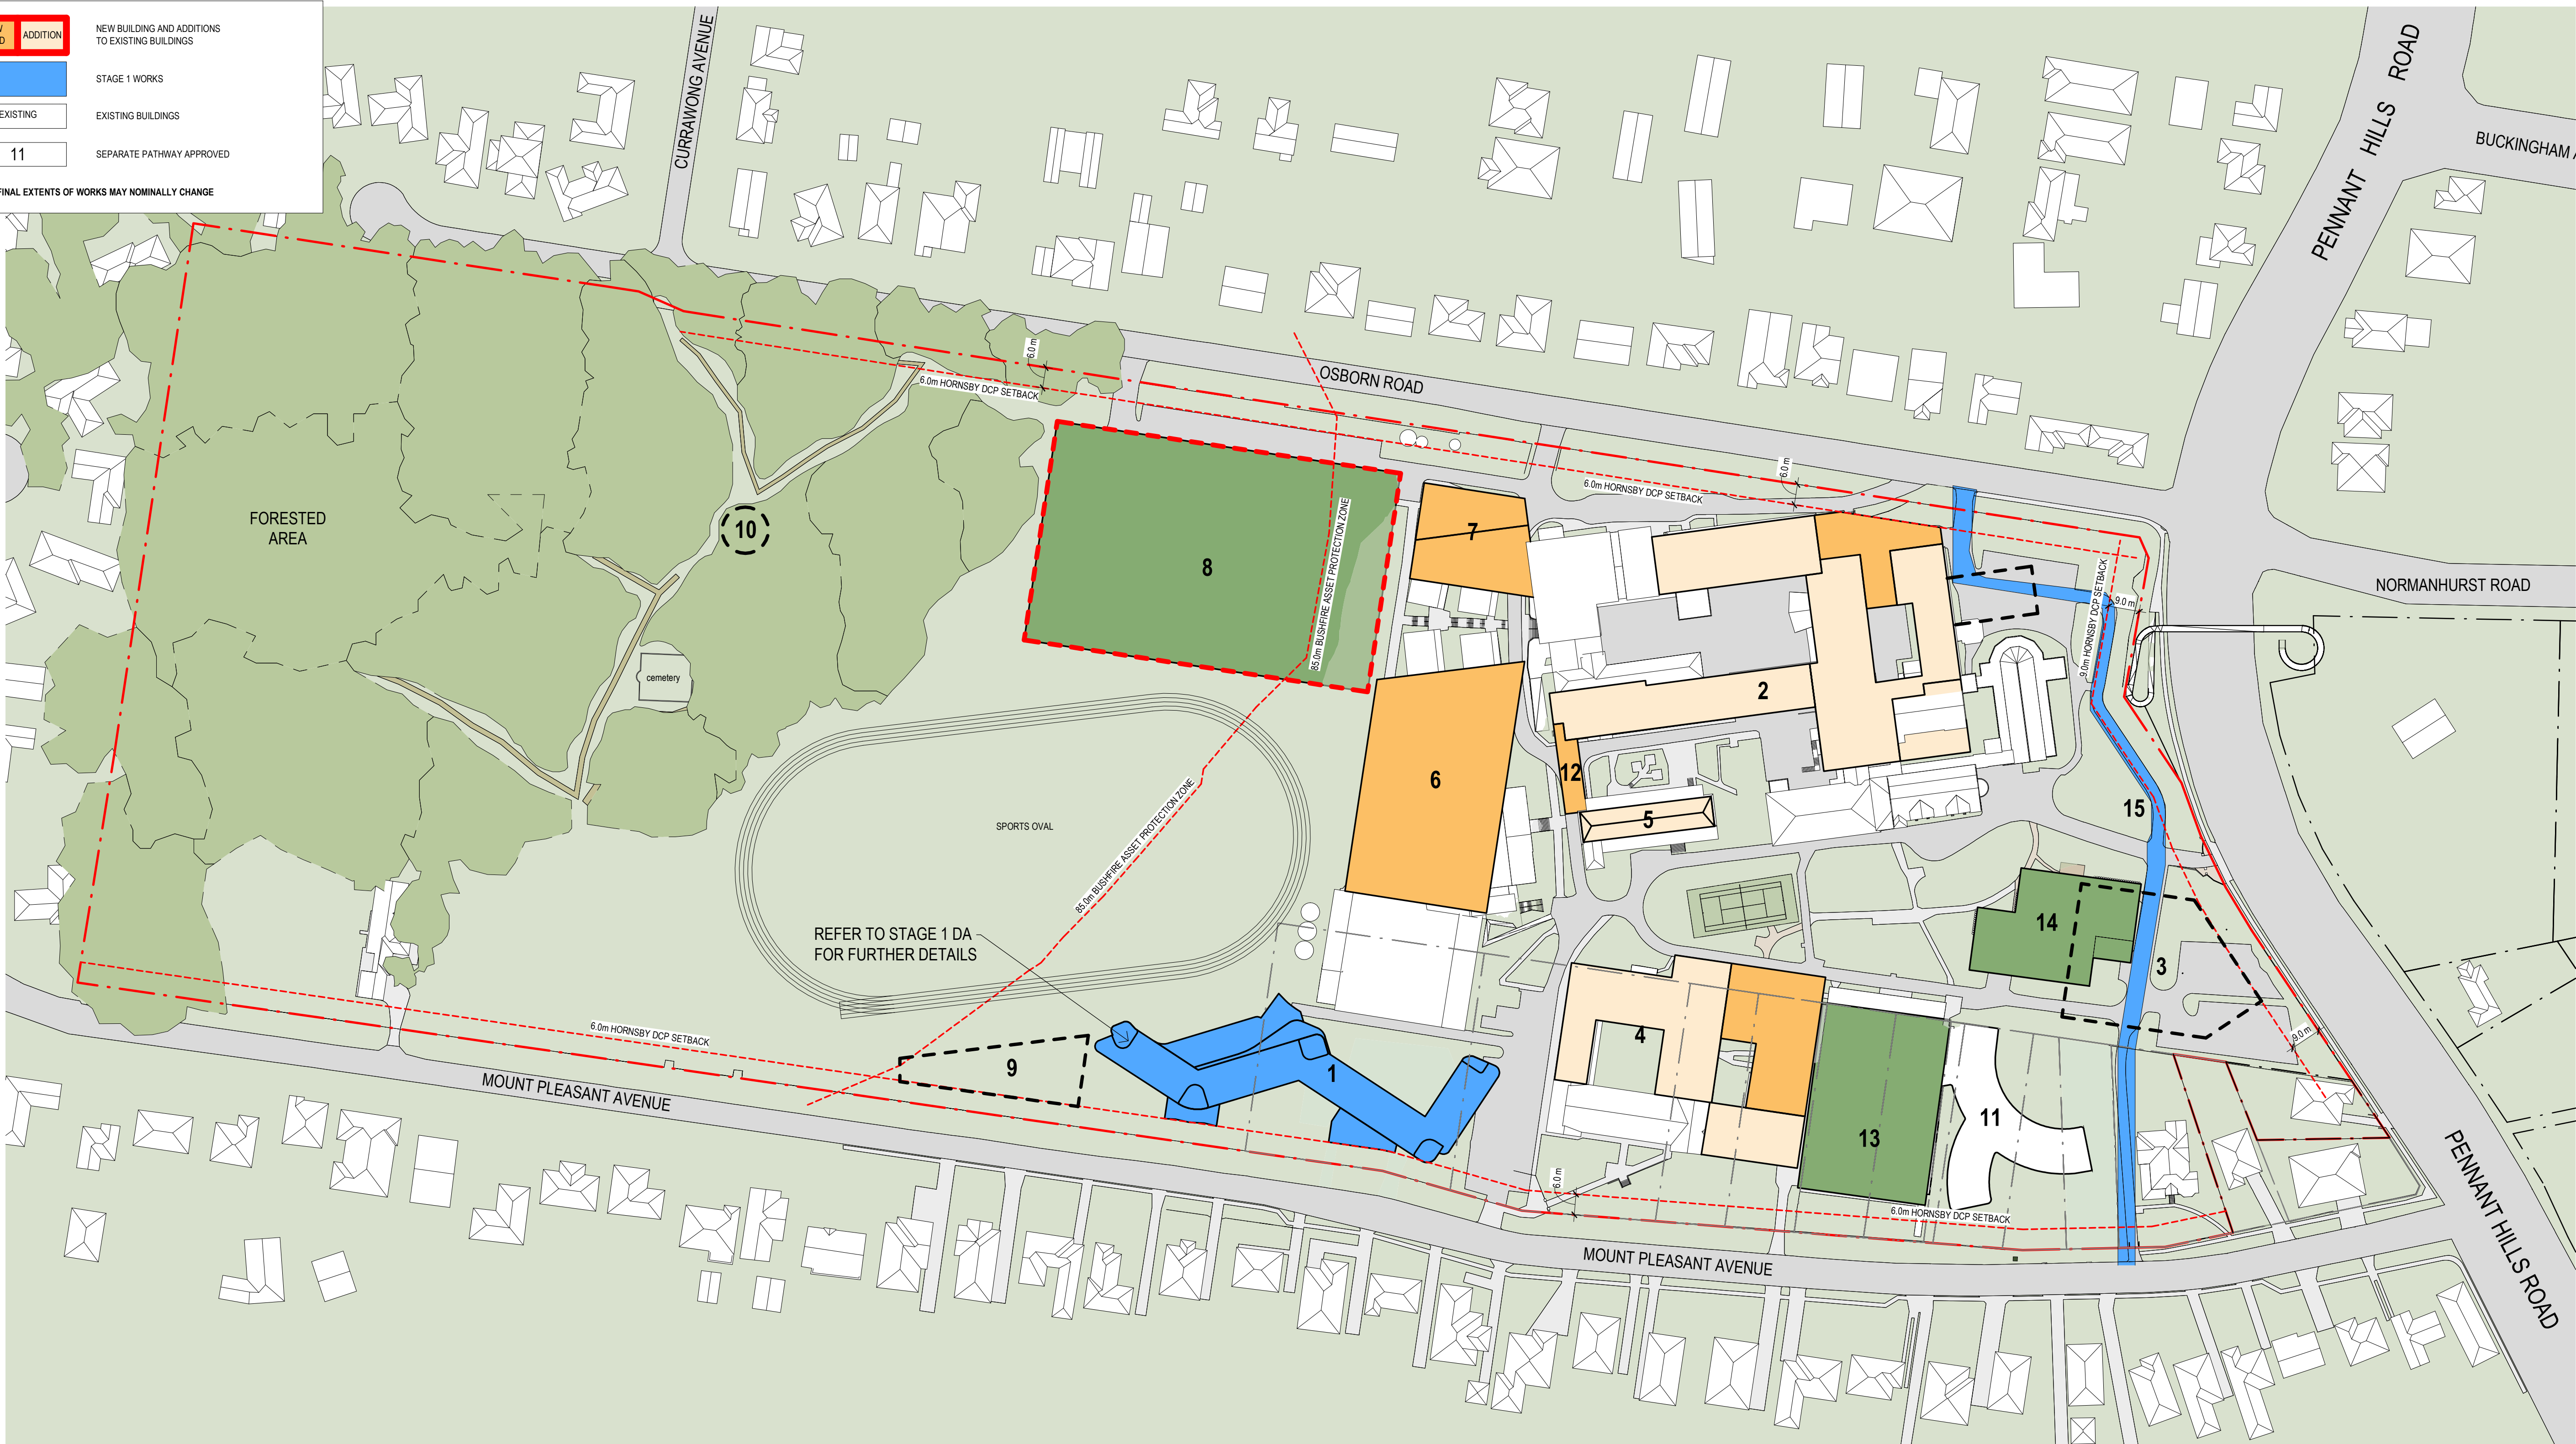 ADDITION
NEW BUILDING AND ADDITIONS
TO EXISTING BUILDINGS
STAGE 1 WORKS
EXISTING
EXISTING BUILDINGS
11
SEPARATE PATHWAY APPROVED
FINAL EXTENTS OF WORKS MAY NOMINALLY CHANGE
CURRAWONG AVENUE
PENNANT HILLS ROAD
BUCKINGHAM
OSBORN ROAD
6.0 m
6.0m HORNSBY DCP SETBACK
6.0 m
6.0m HORNSBY DCP SETBACK
FORESTED
AREA
10
8
85.0m BUSHFIRE ASSET PROTECTION ZONE
7
NORMANHURST ROAD
9.0m HORNSBY DCP SETBACK
9.0 m
cemetery
2
12
6
5
15
SPORTS OVAL
85.0m BUSHFIRE ASSET PROTECTION ZONE
REFER TO STAGE 1 DA
FOR FURTHER DETAILS
14
3
9.0 m
6.0m HORNSBY DCP SETBACK
4
9
1
MOUNT PLEASANT AVENUE
11
13
6.0 m
6.0m HORNSBY DCP SETBACK
MOUNT PLEASANT AVENUE
PENNANT HILLS ROAD